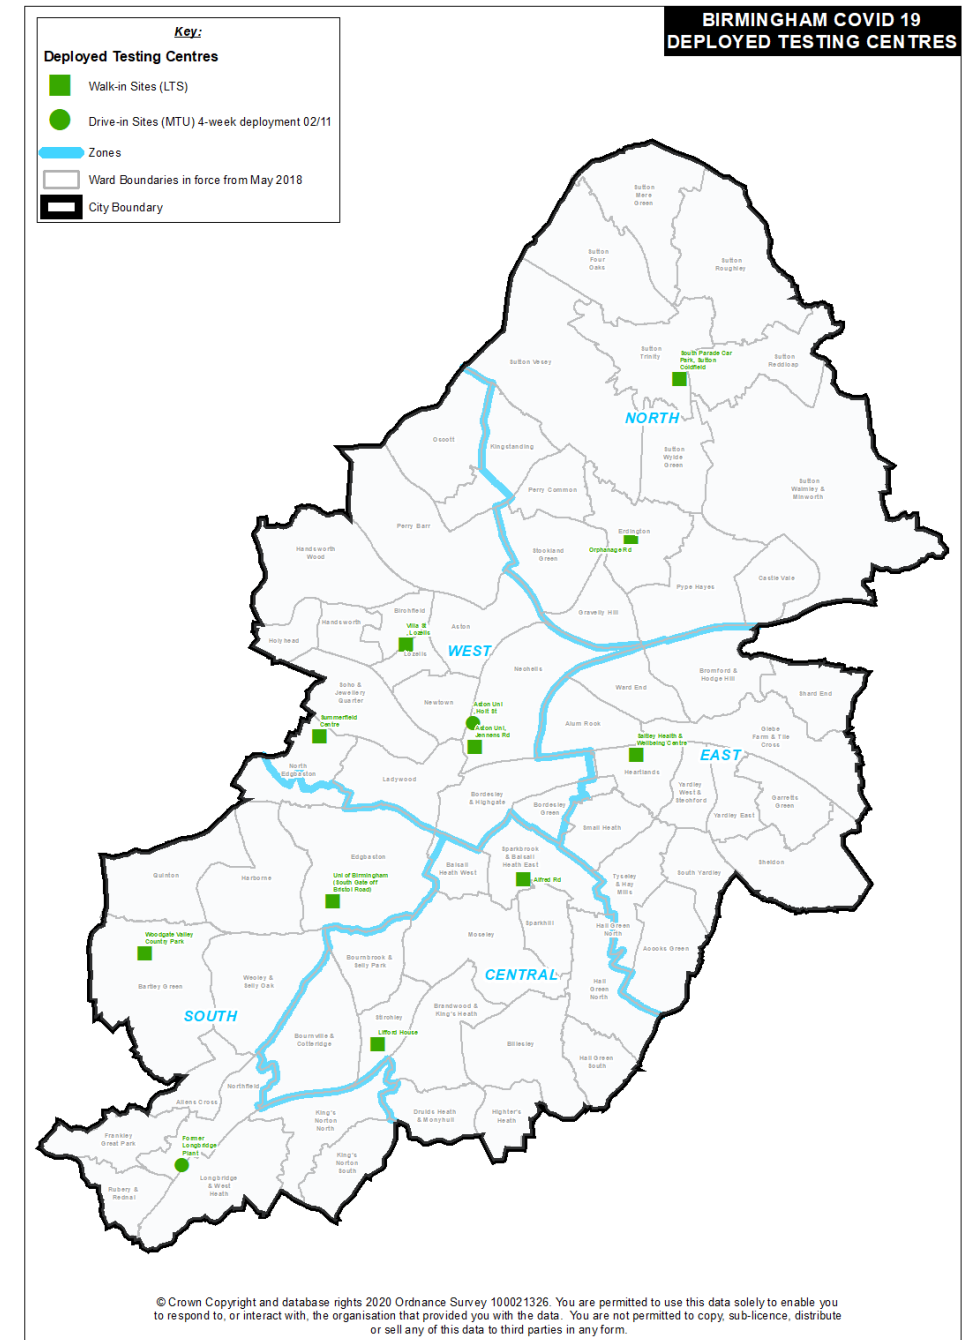 BIRMINGHAM COVID 19
DEPLOYED TESTING CENTRES
Key:
Deployed Testing Centres
Walk-in Sites (LTS)
Drive-in Sites (MTU) 4-week deployment 02/11
Zones
Ward Boundaries in force from May 2018
City Boundary
Sutton
Mere
Green
Sutton
Four
Oaks
Sutton
Roughley
Sutton Vesey
Sutton
Trinity
South Parade Car
Park, Sutton
Coldfield
Sutton
Reddicap
NORTH
Oscott
Kingstanding
Sutton
Wylde
Green
Sutton
Walmley &
Minworth
Perry Common
Perry Barr
Erdington
Orphanage Rd
Stockland
Green
Handsworth
Wood
Pype Hayes
Castle Vale
Gravelly Hill
Birchfield
Handsworth
Aston
Villa St
, Lozells
Lozells
Holyhead
WEST
Nechells
Bromford &
Hodge Hill
Ward End
Shard End
Soho &
Jewellery
Quarter
Newtown
Aston Uni
, Holt St
Aston Uni,
Jennens Rd
Summerfield
Centre
Alum Rock
Saltley Health &
Wellbeing Centre
Glebe
Farm & Tile
Cross
EAST
North
Edgbaston
Ladywood
Heartlands
Yardley
West &
Stechford
Garretts
Green
Bordesley
& Highgate
Bordesley
Green
Yardley East
Small Heath
Sheldon
Edgbaston
Balsall
Heath West
Sparkbrook
& Balsall
Heath East
Quinton
Harborne
Uni of Birmingham
(South Gate off
Bristol Road)
Alfred Rd
Tyseley
& Hay
Mills
South Yardley
Sparkhill
Hall Green
North
Moseley
Acocks Green
Woodgate Valley
Country Park
Bournbrook &
Selly Park
CENTRAL
Bartley Green
Weoley &
Selly Oak
Hall
Green
North
SOUTH
Stirchley
Brandwood &
King's Heath
Lifford House
Bournville &
Cotteridge
Billesley
Hall Green
South
Northfield
Allens Cross
King's
Norton
North
Druids Heath
& Monyhull
Highter's
Heath
Frankley
Great Park
Former
Longbridge
Plant
King's
Norton
South
Rubery &
Rednal
Longbridge
& West
Heath
© Crown Copyright and database rights 2020 Ordnance Survey 100021326. You are permitted to use this data solely to enable you
to respond to, or interact with, the organisation that provided you with the data. You are not permitted to copy, sub-licence, distribute
or sell any of this data to third parties in any form.